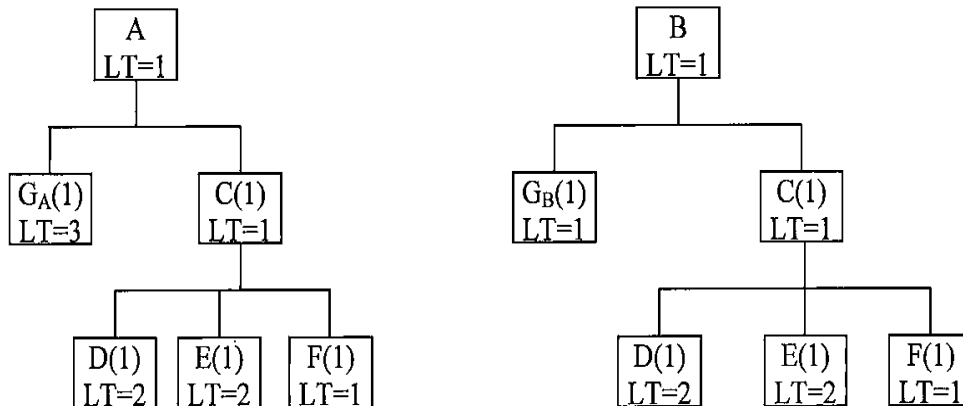 A
LT=1
B
LT=1
G_A(1)
LT=3
C(1)
LT=1
G_B(1)
LT=1
C(1)
LT=1
D(1)
LT=2
E(1)
LT=2
F(1)
LT=1
D(1)
LT=2
E(1)
LT=2
F(1)
LT=1